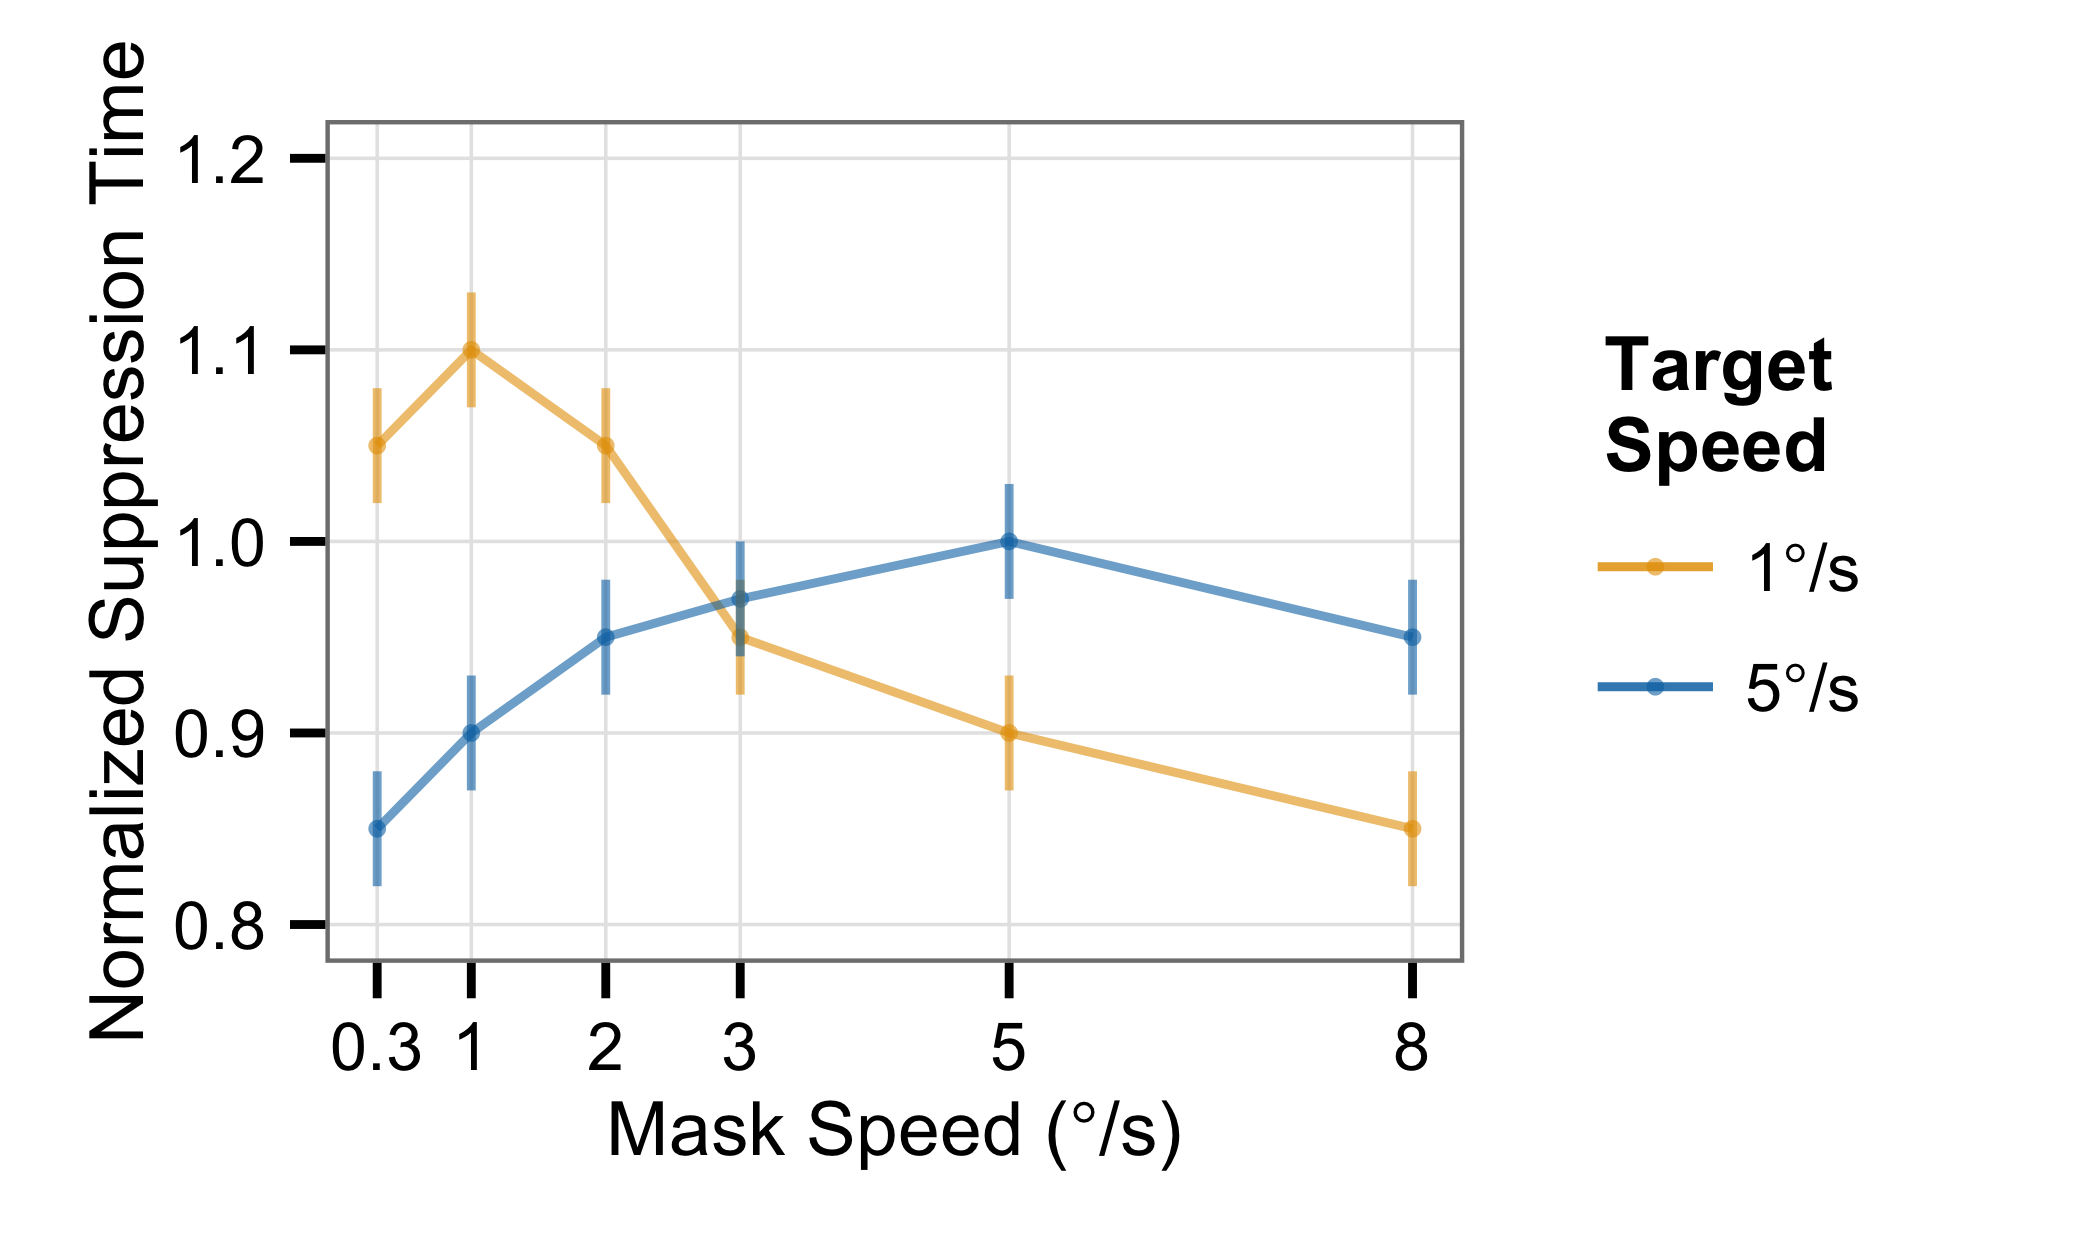 Normalized Suppression Time
1.2
1.1
1.0
0.9
0.8
0.3 1 2 3 5 8
Mask Speed (°/s)
Target
Speed
1°/s
5°/s